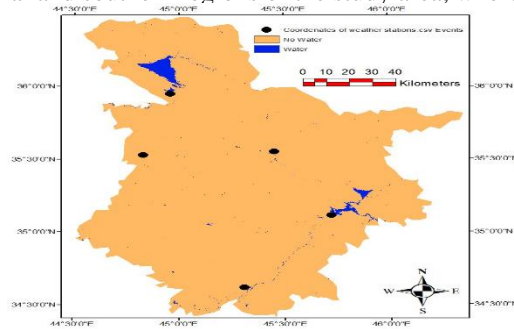 44°30'0"E 45°0'0"E 45°30'0"E 46°0'0"E
Coordinates of weather stations.csv Events
No Water
Water
0 10 20 30 40
Kilometers
36°0'0"N 36°0'0"N
35°30'0"N 35°30'0"N
35°0'0"N 35°0'0"N
34°30'0"N 34°30'0"N
N
W E
S
44°30'0"E 45°0'0"E 45°30'0"E 46°0'0"E